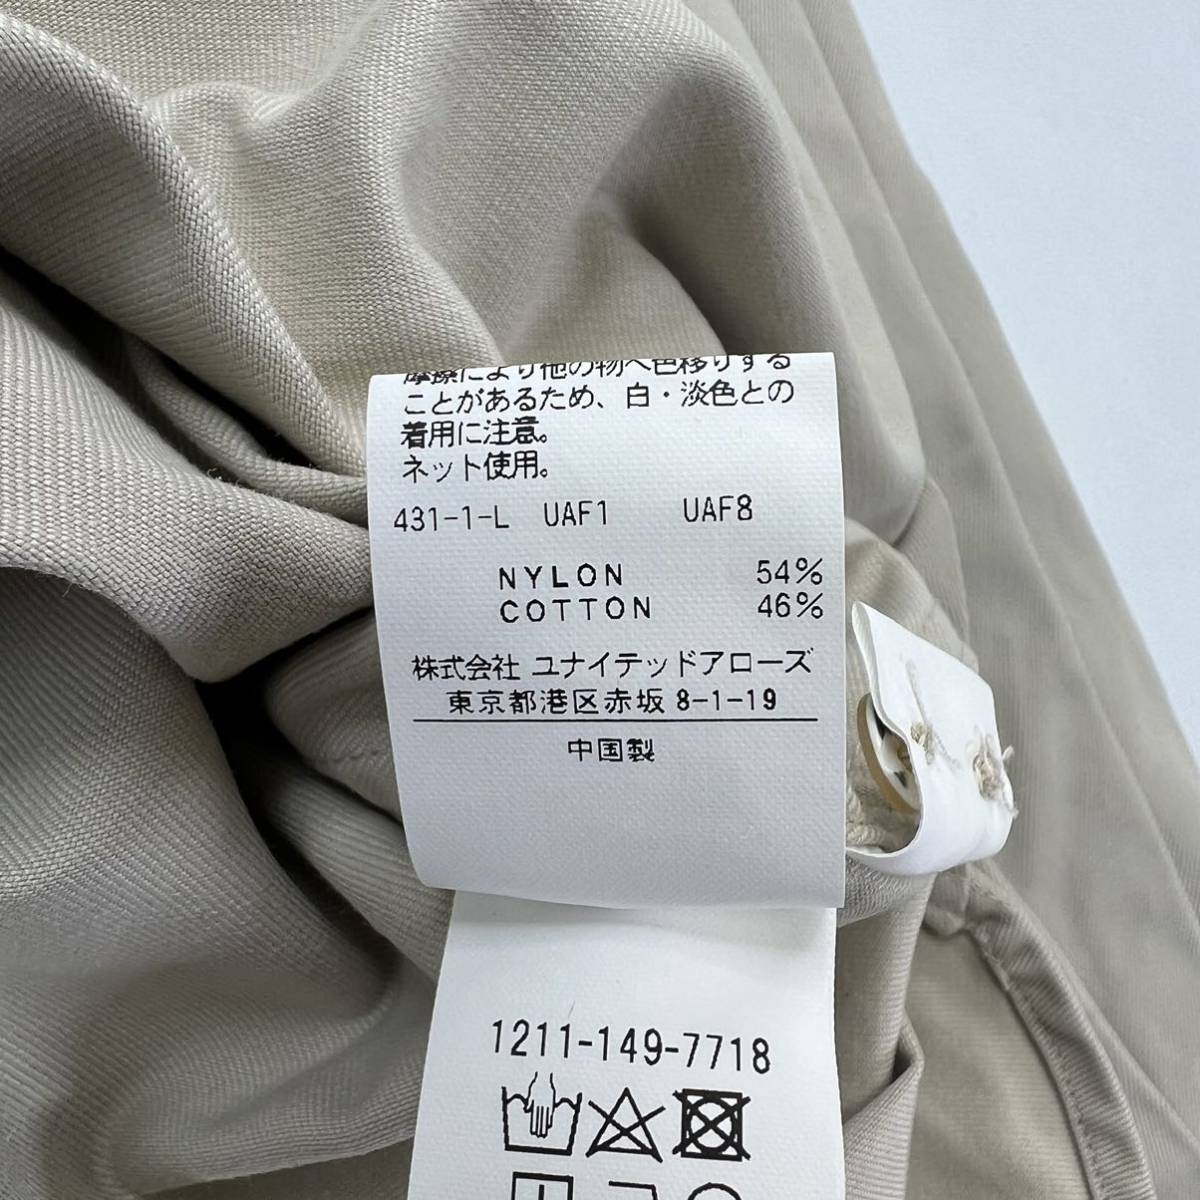 摩擦により他の物へ色移りする
ことがあるため、白・淡色との
着用に注意。
ネット使用。
431-1-L UAF1 UAF8
NYLON 54%
COTTON 46%
株式会社 ユナイテッドアローズ
東京都港区赤坂 8-1-19
中国製
1211-149-7718